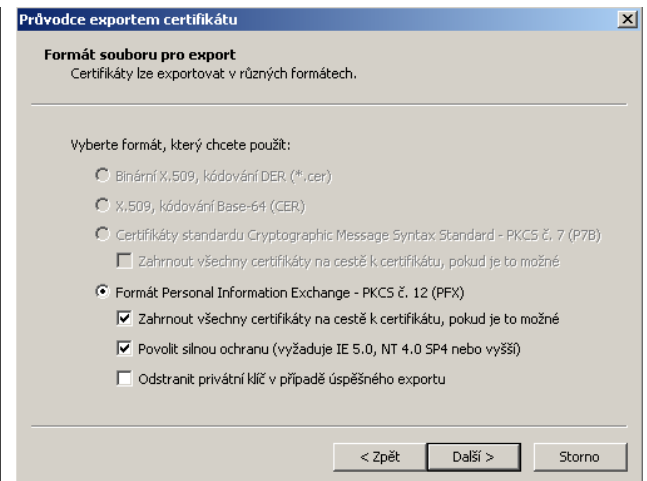 Průvodce exportem certifikátu
Formát souboru pro export
Certifikáty lze exportovat v různých formátech.
Vyberte formát, který chcete použít:
Binární X.509, kódování DER (*.cer)
X.509, kódování Base-64 (CER)
Certifikáty standardu Cryptographic Message Syntax Standard - PKCS č. 7 (P7B)
Zahrnout všechny certifikáty na cestě k certifikátu, pokud je to možné
Formát Personal Information Exchange - PKCS č. 12 (PFX)
Zahrnout všechny certifikáty na cestě k certifikátu, pokud je to možné
Povolit silnou ochranu (vyžaduje IE 5.0, NT 4.0 SP4 nebo vyšší)
Odstranit privátní klíč v případě úspěšného exportu
< Zpět Další > Storno